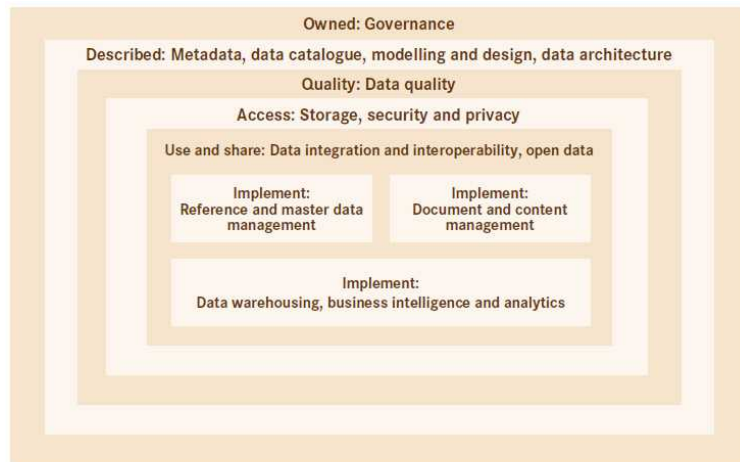 Owned: Governance
Described: Metadata, data catalogue, modelling and design, data architecture
Quality: Data quality
Access: Storage, security and privacy
Use and share: Data integration and interoperability, open data
Implement:
Reference and master data
management
Implement:
Document and content
management
Implement:
Data warehousing, business intelligence and analytics